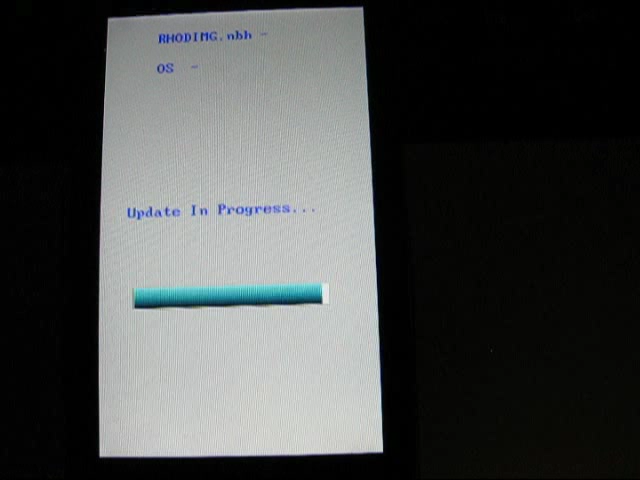 RHODIMG.nbh -
OS -
Update In Progress...